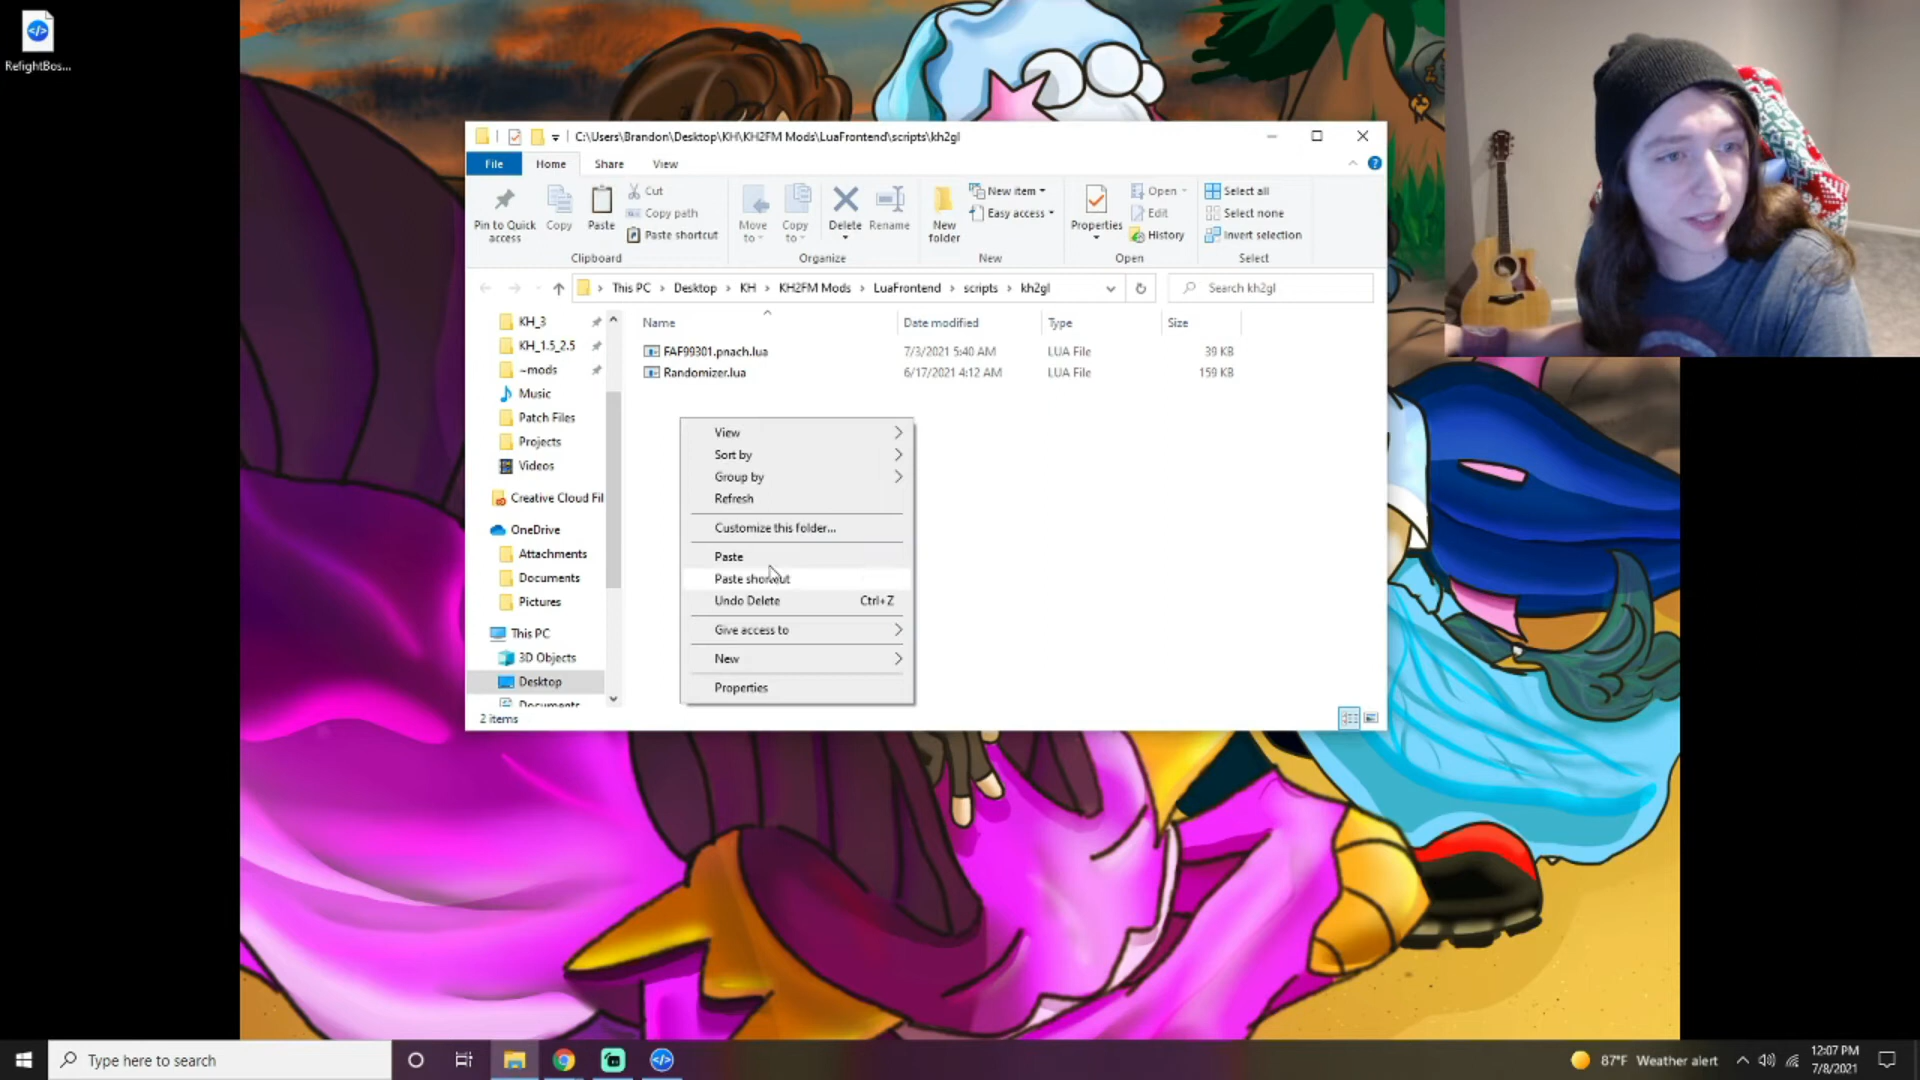 RefightBos...
C:\Users\Brandon\Desktop\KH\KH2FM Mods\LuaFrontend\scripts\kh2gl
File
Home
Share
View
Pin to Quick access
Copy
Paste
Cut
Copy path
Paste shortcut
Clipboard
Move to
Copy to
Delete
Rename
Organize
New folder
New item
Easy access
New
Properties
Open
Edit
History
Open
Select all
Select none
Invert selection
Select
This PC > Desktop > KH > KH2FM Mods > LuaFrontend > scripts > kh2gl
Search kh2gl
KH_3
KH_1.5_2.5
~mods
Music
Patch Files
Projects
Videos
Creative Cloud Fil
OneDrive
Attachments
Documents
Pictures
This PC
3D Objects
Desktop
Documents
Name Date modified Type Size
FAF99301.pnach.lua 7/3/2021 5:40 AM LUA File 39 KB
Randomizer.lua 6/17/2021 4:12 AM LUA File 159 KB
View
Sort by
Group by
Refresh
Customize this folder...
Paste
Paste shortcut
Undo Delete Ctrl+Z
Give access to
New
Properties
2 items
Type here to search
87°F Weather alert
12:07 PM
7/8/2021